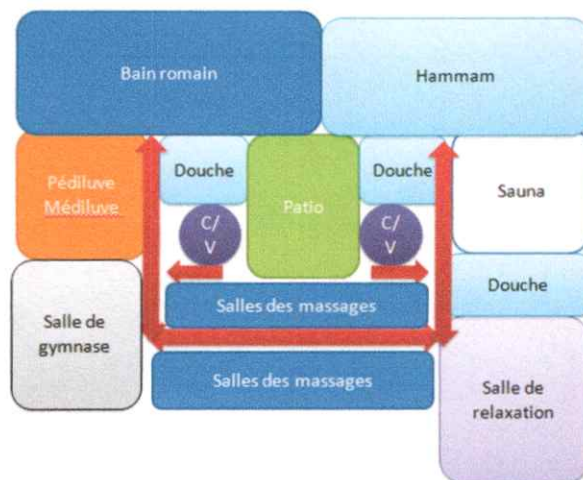 Bain romain
Hammam
Pédiluve
Médiluve
Douche
Patio
Douche
Sauna
C/
V
C/
V
Salle de
gymnase
Salles des massages
Douche
Salles des massages
Salle de
relaxation